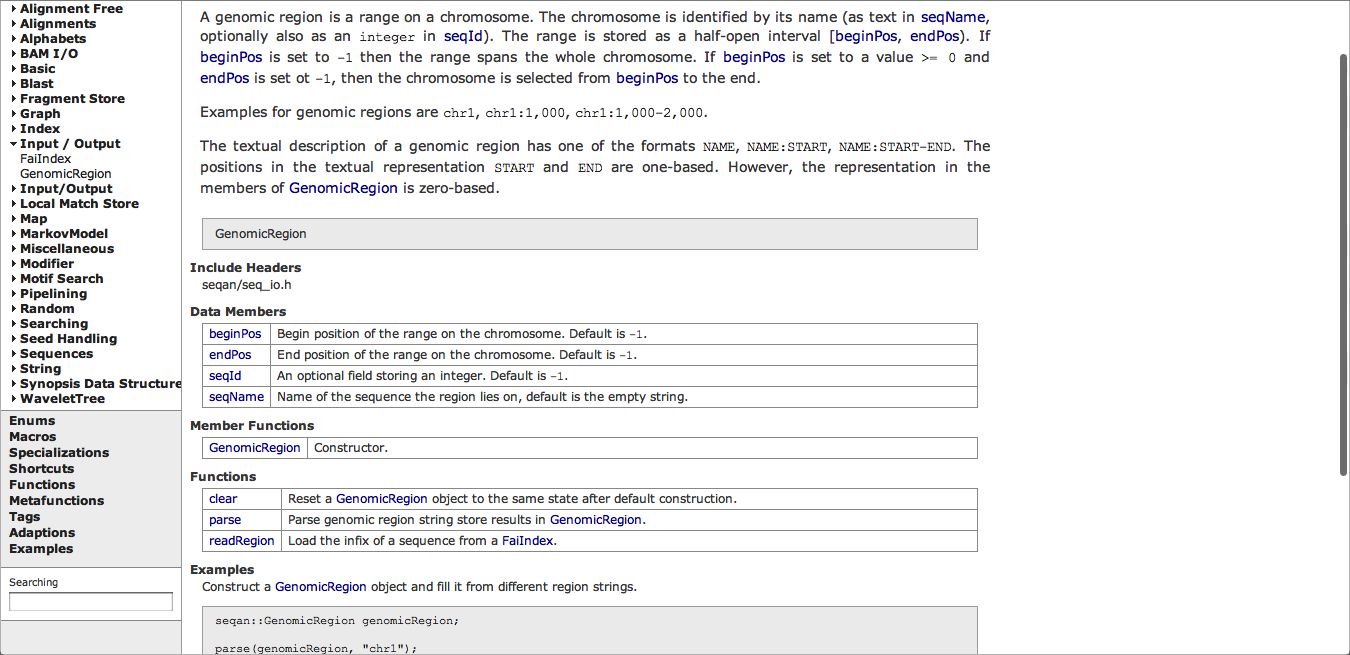 Alignment Free
Alignments
Alphabets
BAM I/O
Basic
Blast
Fragment Store
Graph
Index
Input / Output
FaiIndex
GenomicRegion
Input/Output
Local Match Store
Map
MarkovModel
Miscellaneous
Modifier
Motif Search
Pipelining
Random
Searching
Seed Handling
Sequences
String
Synopsis Data Structure
WaveletTree
Enums
Macros
Specializations
Shortcuts
Functions
Metafunctions
Tags
Adaptions
Examples
Searching
A genomic region is a range on a chromosome. The chromosome is identified by its name (as text in seqName,
optionally also as an integer in seqId). The range is stored as a half-open interval [beginPos, endPos). If
beginPos is set to -1 then the range spans the whole chromosome. If beginPos is set to a value >= 0 and
endPos is set ot -1, then the chromosome is selected from beginPos to the end.
Examples for genomic regions are chr1, chr1:1,000, chr1:1,000-2,000.
The textual description of a genomic region has one of the formats NAME, NAME:START, NAME:START-END. The
positions in the textual representation START and END are one-based. However, the representation in the
members of GenomicRegion is zero-based.
GenomicRegion
Include Headers
seqan/seq_io.h
Data Members
beginPos Begin position of the range on the chromosome. Default is -1.
endPos End position of the range on the chromosome. Default is -1.
seqId An optional field storing an integer. Default is -1.
seqName Name of the sequence the region lies on, default is the empty string.
Member Functions
GenomicRegion Constructor.
Functions
clear Reset a GenomicRegion object to the same state after default construction.
parse Parse genomic region string store results in GenomicRegion.
readRegion Load the infix of a sequence from a FaiIndex.
Examples
Construct a GenomicRegion object and fill it from different region strings.
seqan::GenomicRegion genomicRegion;
parse(genomicRegion, "chr1");